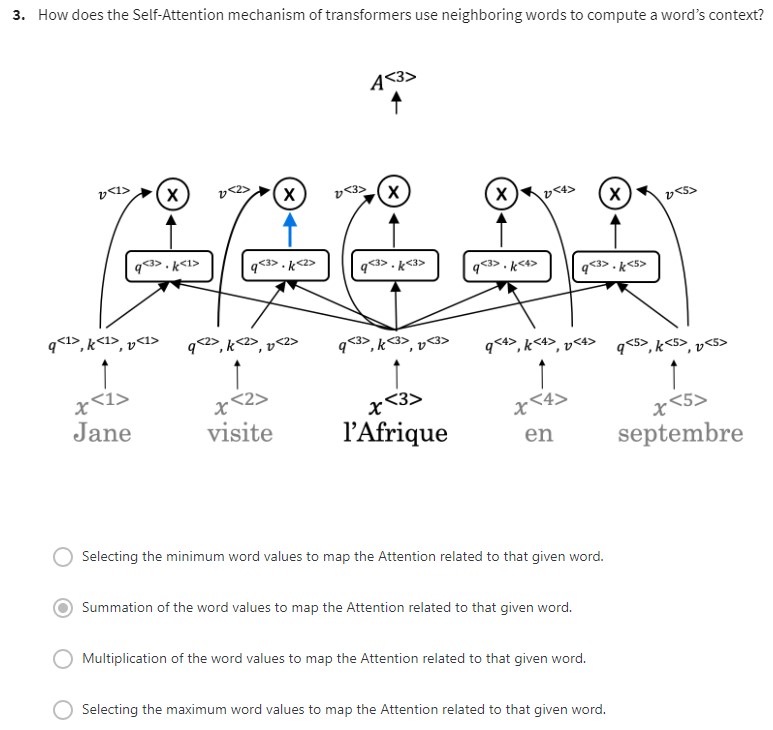 3. How does the Self-Attention mechanism of transformers use neighboring words to compute a word's context?
A<3>
v<1> X v<2> X v<3> X X v<4> X v<5>
q<3> · k<1> q<3> · k<2> q<3> · k<3> q<3> · k<4> q<3> · k<5>
q<1>, k<1>, v<1> q<2>, k<2>, v<2> q<3>, k<3>, v<3> q<4>, k<4>, v<4> q<5>, k<5>, v<5>
x<1> x<2> x<3> x<4> x<5>
Jane visite l'Afrique en septembre
Selecting the minimum word values to map the Attention related to that given word.
Summation of the word values to map the Attention related to that given word.
Multiplication of the word values to map the Attention related to that given word.
Selecting the maximum word values to map the Attention related to that given word.